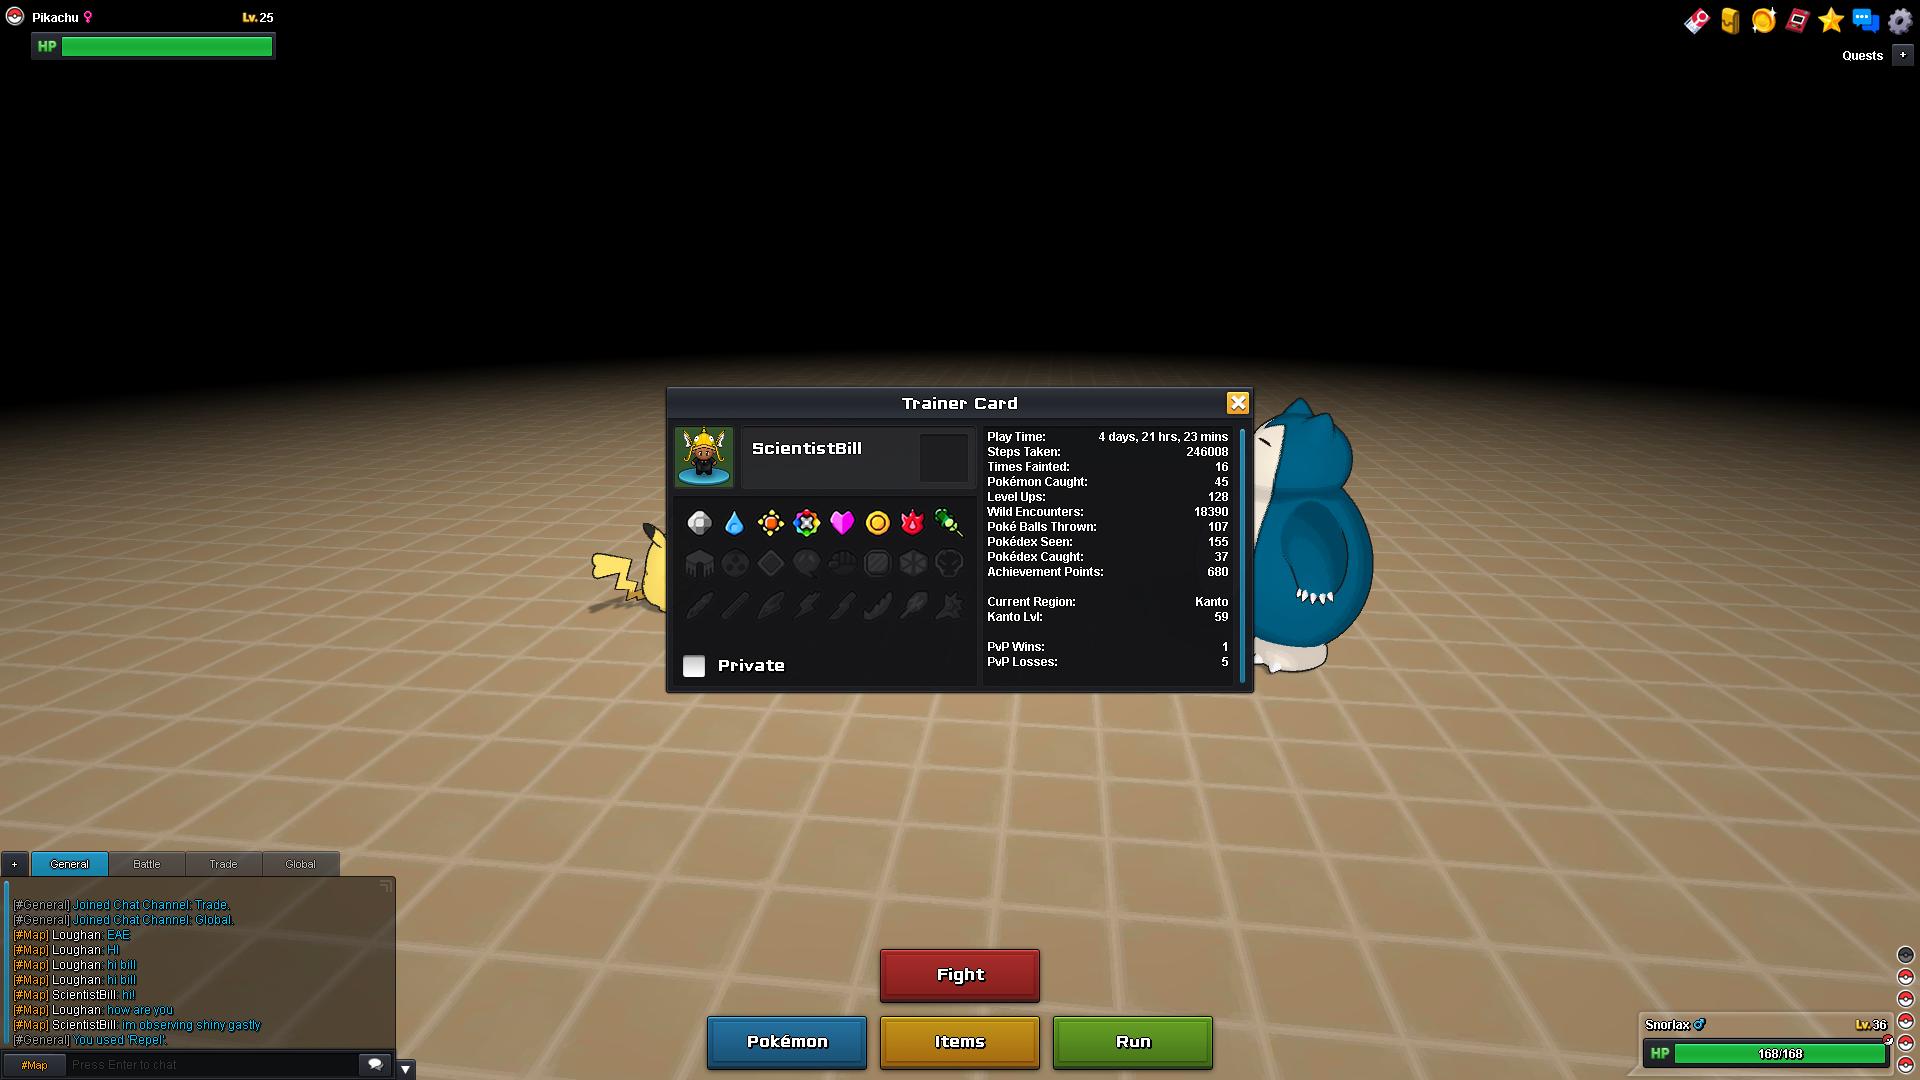 Pikachu♀ Lv. 25
HP
Quests +
Trainer Card
ScientistBill
Private
Play Time: 4 days, 21 hrs, 23 mins
Steps Taken: 246008
Times Fainted: 16
Pokémon Caught: 45
Level Ups: 128
Wild Encounters: 18390
Poké Balls Thrown: 107
Pokédex Seen: 155
Pokédex Caught: 37
Achievement Points: 680
Current Region: Kanto
Kanto Lvl: 59
PvP Wins: 1
PvP Losses: 5
+ General Battle Trade Global
[#General] Joined Chat Channel: Trade.
[#General] Joined Chat Channel: Global.
[#Map] Loughan: EAE
[#Map] Loughan: HI
[#Map] Loughan: hi bill
[#Map] Loughan: hi bill
[#Map] ScientistBill: hi!
[#Map] Loughan: how are you
[#Map] ScientistBill: im observing shiny gastly
[#General] You used 'Repel'.
#Map Press Enter to chat
Fight
Pokémon Items Run
Snorlax♂ Lv. 36
HP 168/168